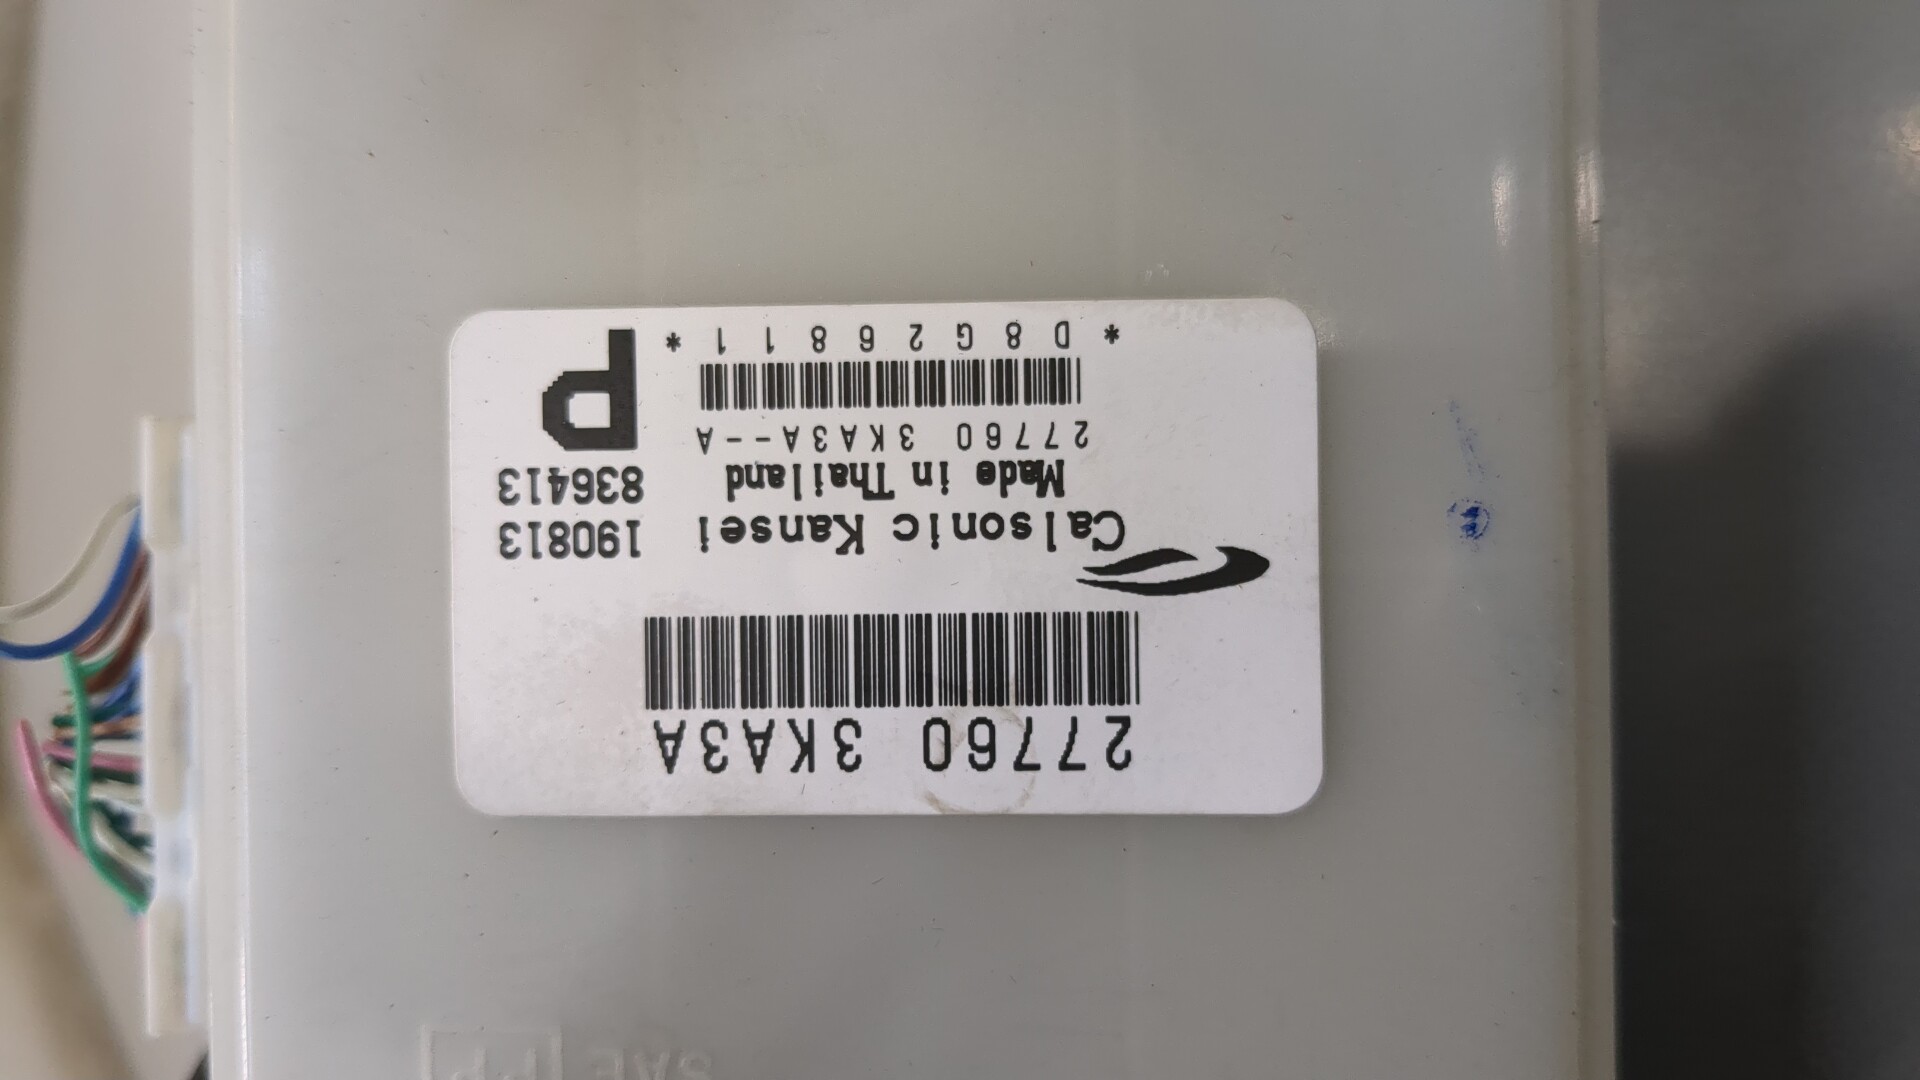 27760 3KA3A
Calsonic Kansei 190813
Made in Thailand 836413
27760 3KA3A--A
P
* D8G26811 *